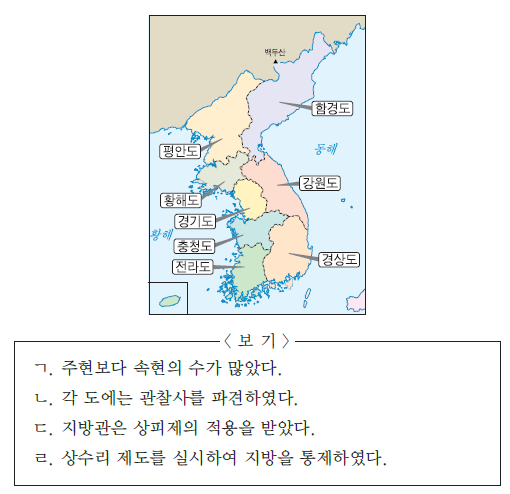 백두산
함경도
평안도
동해
강원도
황해도
경기도
황해
충청도
경상도
전라도
〈 보 기 〉
ㄱ. 주현보다 속현의 수가 많았다.
ㄴ. 각 도에는 관찰사를 파견하였다.
ㄷ. 지방관은 상피제의 적용을 받았다.
ㄹ. 상수리 제도를 실시하여 지방을 통제하였다.